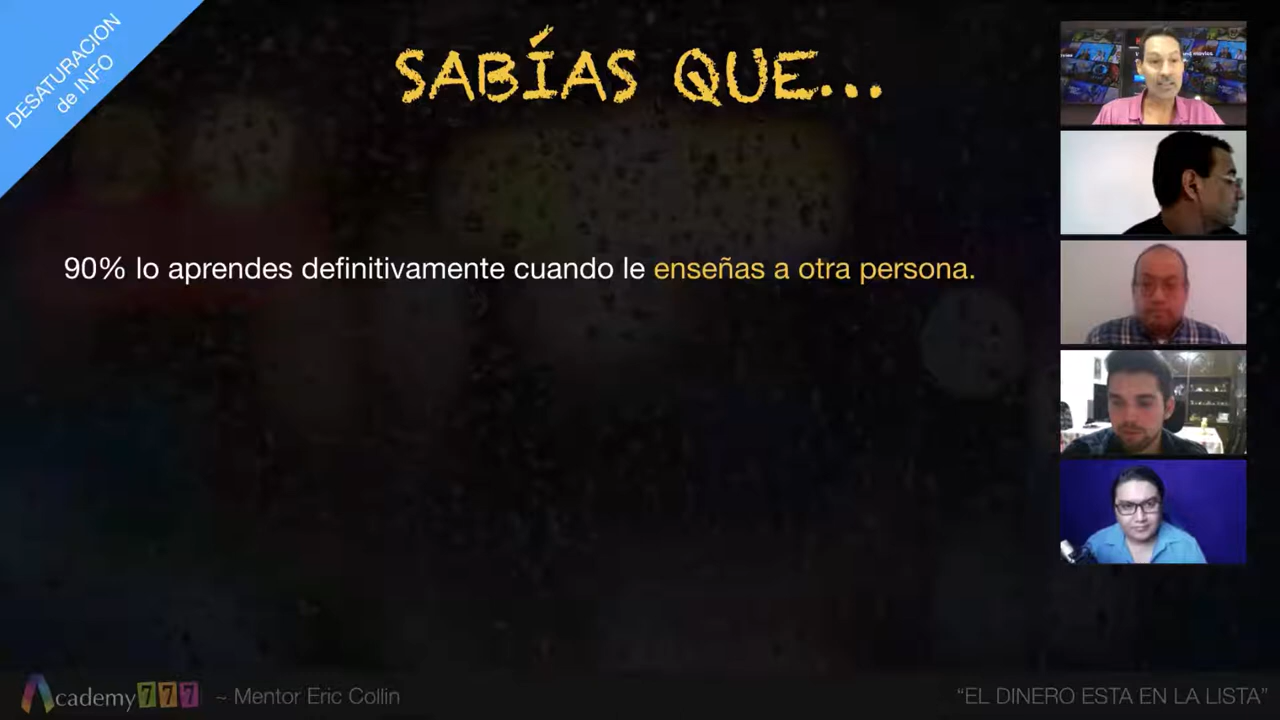 DESATURACION
de INFO
SABÍAS QUE...
90% lo aprendes definitivamente cuando le enseñas a otra persona.
Academy777 ~ Mentor Eric Collin
“EL DINERO ESTA EN LA LISTA”